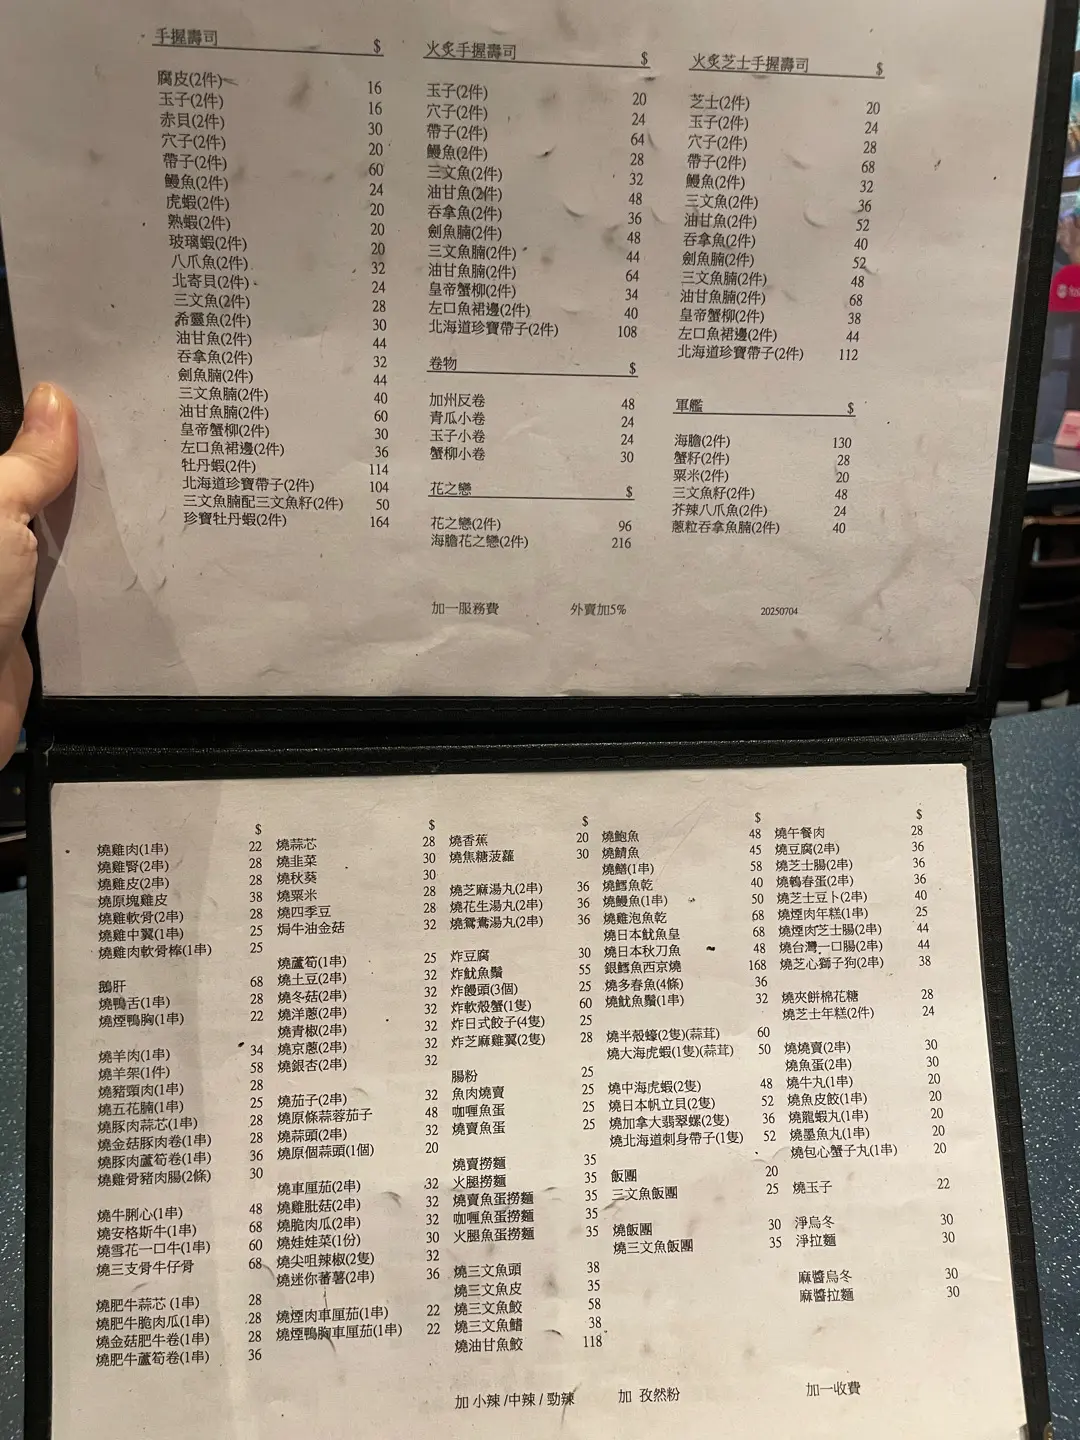 手握壽司 $
腐皮(2件) 16
玉子(2件) 16
赤貝(2件) 30
穴子(2件) 20
帶子(2件) 60
鰻魚(2件) 24
虎蝦(2件) 20
熟蝦(2件) 20
玻璃蝦(2件) 20
八爪魚(2件) 32
北寄貝(2件) 24
三文魚(2件) 28
希靈魚(2件) 30
油甘魚(2件) 44
吞拿魚(2件) 32
劍魚腩(2件) 44
三文魚腩(2件) 40
油甘魚腩(2件) 60
皇帝蟹柳(2件) 30
左口魚裙邊(2件) 36
牡丹蝦(2件) 114
北海道珍寶帶子(2件) 104
三文魚腩配三文魚籽(2件) 50
珍寶牡丹蝦(2件) 164
火炙手握壽司 $
玉子(2件) 20
穴子(2件) 24
帶子(2件) 64
鰻魚(2件) 28
三文魚(2件) 32
油甘魚(2件) 48
吞拿魚(2件) 36
劍魚腩(2件) 48
三文魚腩(2件) 44
油甘魚腩(2件) 64
皇帝蟹柳(2件) 34
左口魚裙邊(2件) 40
北海道珍寶帶子(2件) 108
卷物 $
加州反卷 48
青瓜小卷 24
玉子小卷 24
蟹柳小卷 30
花之戀 $
花之戀(2件) 96
海膽花之戀(2件) 216
火炙芝士手握壽司 $
芝士(2件) 20
玉子(2件) 24
穴子(2件) 28
帶子(2件) 68
鰻魚(2件) 32
三文魚(2件) 36
油甘魚(2件) 52
吞拿魚(2件) 40
劍魚腩(2件) 52
三文魚腩(2件) 48
油甘魚腩(2件) 68
皇帝蟹柳(2件) 38
左口魚裙邊(2件) 44
北海道珍寶帶子(2件) 112
軍艦 $
海膽(2件) 130
蟹籽(2件) 28
粟米(2件) 20
三文魚籽(2件) 48
芥辣八爪魚(2件) 24
蔥粒吞拿魚腩(2件) 40
加一服務費 外賣加5% 20250704
$
燒雞肉(1串) 22
燒雞腎(2串) 28
燒雞皮(2串) 28
燒原塊雞皮 38
燒雞軟骨(2串) 28
燒雞中翼(1串) 25
燒雞肉軟骨棒(1串) 25
鵝肝 68
燒鴨舌(1串) 28
燒煙鴨胸(1串) 22
燒羊肉(1串) 34
燒羊架(1件) 58
燒豬頸肉(1串) 28
燒五花腩(1串) 25
燒豚肉蒜芯(1串) 28
燒金菇豚肉卷(1串) 28
燒豚肉蘆筍卷(1串) 36
燒雞骨豬肉腸(2條) 30
燒牛脷心(1串) 48
燒安格斯牛(1串) 68
燒雪花一口牛(1串) 60
燒三支骨牛仔骨 68
燒肥牛蒜芯 (1串) 28
燒肥牛脆肉瓜(1串) 28
燒金菇肥牛卷(1串) 28
燒肥牛蘆筍卷(1串) 36
$
燒蒜芯 28
燒韭菜 30
燒秋葵 30
燒粟米 28
燒四季豆 28
焗牛油金菇 32
燒蘆筍(1串) 25
燒土豆(2串) 32
燒冬菇(2串) 32
燒洋蔥(2串) 32
燒青椒(2串) 32
燒京蔥(2串) 32
燒銀杏(2串) 32
燒茄子(2串) 32
燒原條蒜蓉茄子 48
燒蒜頭(2串) 32
燒原個蒜頭(1個) 20
燒車厘茄(2串) 32
燒雞肶菇(2串) 32
燒脆肉瓜(2串) 32
燒娃娃菜(1份) 30
燒尖咀辣椒(2隻) 32
燒迷你蕃薯(2串) 36
燒煙肉車厘茄(1串) 22
燒煙鴨胸車厘茄(1串) 22
$
燒香蕉 20
燒焦糖菠蘿 30
燒芝麻湯丸(2串) 36
燒花生湯丸(2串) 36
燒鴛鴦湯丸(2串) 36
炸豆腐 30
炸魷魚鬚 55
炸饅頭(3個) 25
炸軟殼蟹(1隻) 60
炸日式餃子(4隻) 25
炸芝麻雞翼(2隻) 28
腸粉 25
魚肉燒賣 25
咖喱魚蛋 25
燒賣魚蛋 25
燒賣撈麵 35
火腿撈麵 35
燒賣魚蛋撈麵 35
咖喱魚蛋撈麵 35
火腿魚蛋撈麵 35
燒三文魚頭 38
燒三文魚皮 35
燒三文魚鮫 58
燒三文魚鰭 38
燒油甘魚鮫 118
$
燒鮑魚 48
燒鯖魚 45
燒鱔(1串) 58
燒鱈魚乾 40
燒鰻魚(1串) 50
燒雞泡魚乾 68
燒日本魷魚皇 68
燒日本秋刀魚 48
銀鱈魚西京燒 168
燒多春魚(4條) 36
燒魷魚鬚(1串) 32
燒半殼蠔(2隻)(蒜茸) 60
燒大海虎蝦(1隻)(蒜茸) 50
燒中海虎蝦(2隻) 48
燒日本帆立貝(2隻) 52
燒加拿大翡翠螺(2隻) 36
燒北海道刺身帶子(1隻) 52
飯團 20
三文魚飯團 25
燒飯團 30
燒三文魚飯團 35
$
燒午餐肉 28
燒豆腐(2串) 36
燒芝士腸(2串) 36
燒鵪春蛋(2串) 36
燒芝士豆卜(2串) 40
燒煙肉年糕(1串) 25
燒煙肉芝士腸(2串) 44
燒台灣一口腸(2串) 44
燒芝心獅子狗(2串) 38
燒夾餅棉花糖 28
燒芝士年糕(2件) 24
燒燒賣(2串) 30
燒魚蛋(2串) 30
燒牛丸(1串) 20
燒魚皮餃(1串) 20
燒龍蝦丸(1串) 20
燒墨魚丸(1串) 20
燒包心蟹子丸(1串) 20
燒玉子 22
淨烏冬 30
淨拉麵 30
麻醬烏冬 30
麻醬拉麵 30
加 小辣 /中辣 / 勁辣 加 孜然粉 加一收費